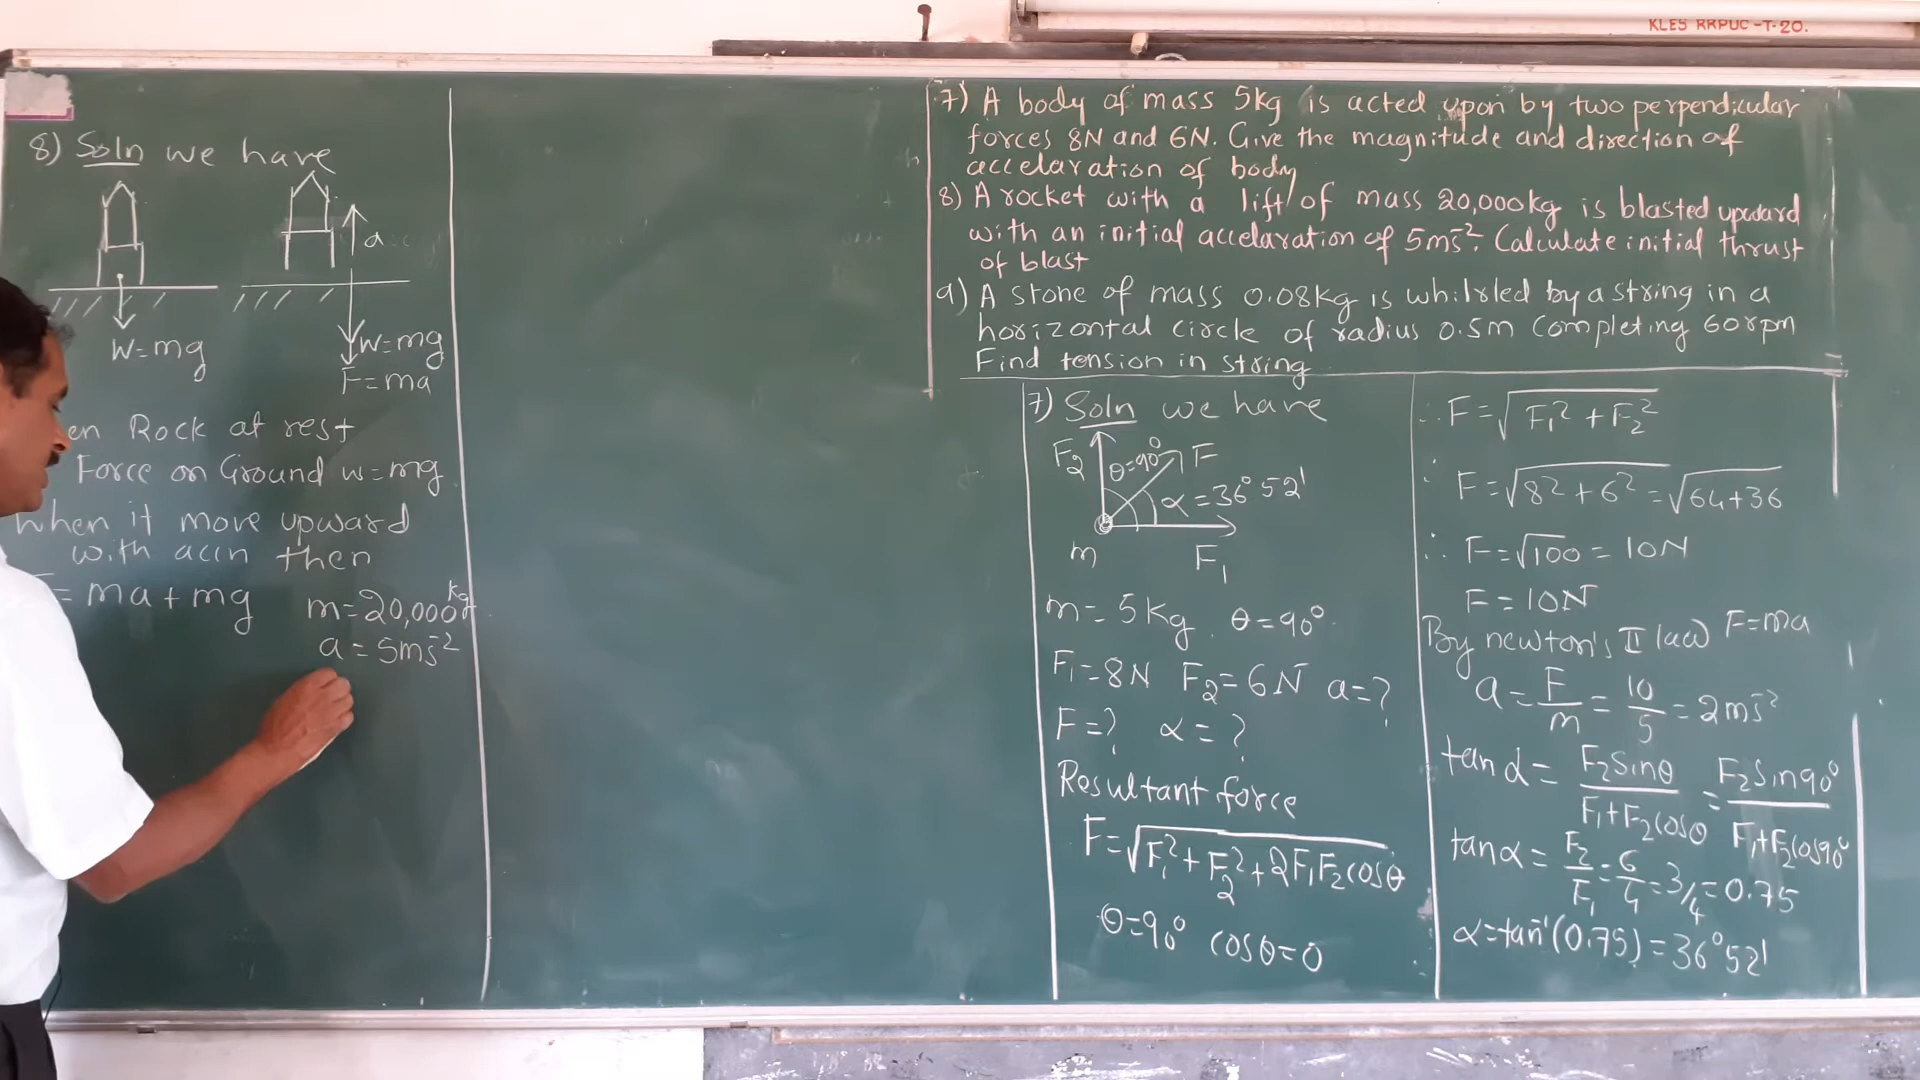 KLES RRPUC-T-20.
7) A body of mass 5kg is acted upon by two perpendicular
forces 8N and 6N. Give the magnitude and direction of
accelaration of body
8) A rocket with a lift of mass 20,000kg is blasted upward
with an initial accelaration of 5ms⁻². Calculate initial thrust
of blast
9) A stone of mass 0.08kg is whilrled by a string in a
horizontal circle of radius 0.5m completing 60rpm
Find tension in string
8) Soln we have
a
W=mg
W=mg
F=ma
en Rock at rest
Force on Ground w=mg
When it move upward
with accn then
= ma+mg
m=20,000kg
a=5ms⁻²
7) Soln we have
F₂ θ=90° F
α=36°52'
m F₁
m=5Kg. θ=90°.
F₁=8N F₂=6N a=?
F=? α=?
Resultant force
F=√F₁²+F₂²+2F₁F₂cosθ
θ=90° cosθ=0
∴F=√F₁²+F₂²
∴ F=√8²+6²=√64+36
∴ F=√100=10N
F=10N
By newton's II law F=ma
a=F/m=10/5=2ms⁻²
tanα=F₂sinθ/F₁+F₂cosθ=F₂sin90°/F₁+F₂cos90°
tanα=F₂/F₁=6/4=3/4=0.75
α=tan⁻¹(0.75)=36°52'